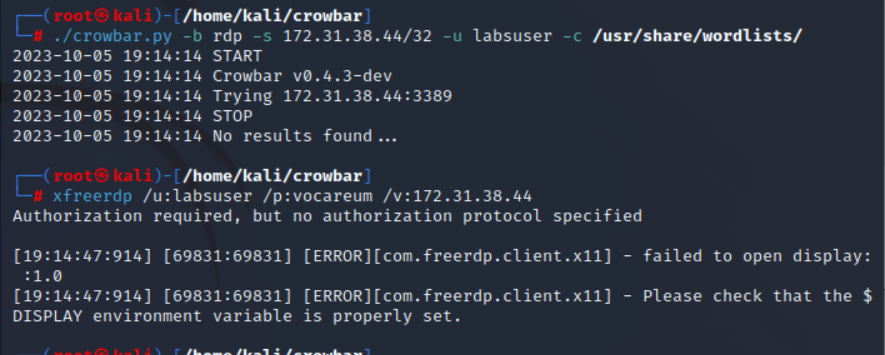 ┌──(root㉿kali)-[/home/kali/crowbar]
└─# ./crowbar.py -b rdp -s 172.31.38.44/32 -u labsuser -c /usr/share/wordlists/
2023-10-05 19:14:14 START
2023-10-05 19:14:14 Crowbar v0.4.3-dev
2023-10-05 19:14:14 Trying 172.31.38.44:3389
2023-10-05 19:14:14 STOP
2023-10-05 19:14:14 No results found...
┌──(root㉿kali)-[/home/kali/crowbar]
└─# xfreerdp /u:labsuser /p:vocareum /v:172.31.38.44
Authorization required, but no authorization protocol specified
[19:14:47:914] [69831:69831] [ERROR][com.freerdp.client.x11] - failed to open display:
:1.0
[19:14:47:914] [69831:69831] [ERROR][com.freerdp.client.x11] - Please check that the $
DISPLAY environment variable is properly set.
┌──(root㉿kali)-[/home/kali/crowbar]